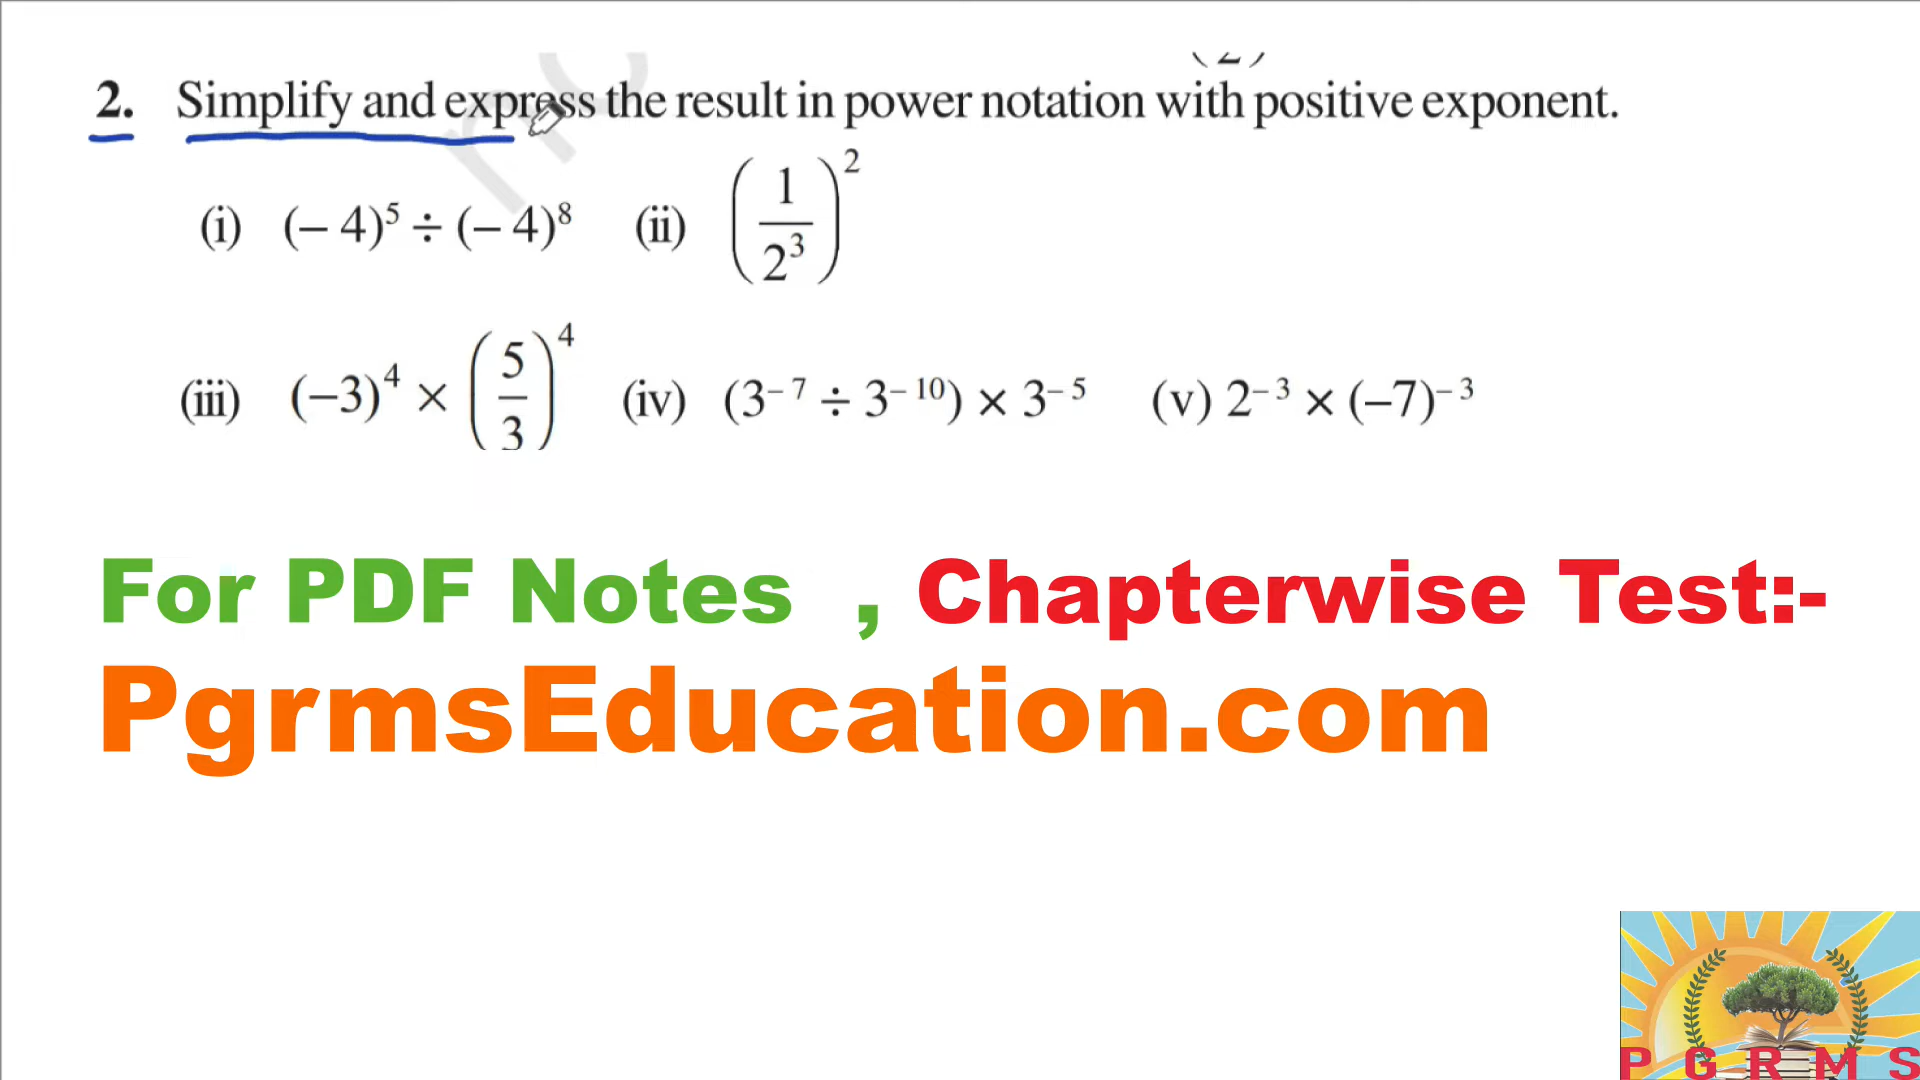 2. Simplify and express the result in power notation with positive exponent.
(i) (– 4)⁵ ÷ (– 4)⁸ (ii) (1/2³)²
(iii) (–3)⁴ × (5/3)⁴ (iv) (3⁻⁷ ÷ 3⁻¹⁰) × 3⁻⁵ (v) 2⁻³ × (–7)⁻³
For PDF Notes , Chapterwise Test:-
PgrmsEducation.com
P G R M S